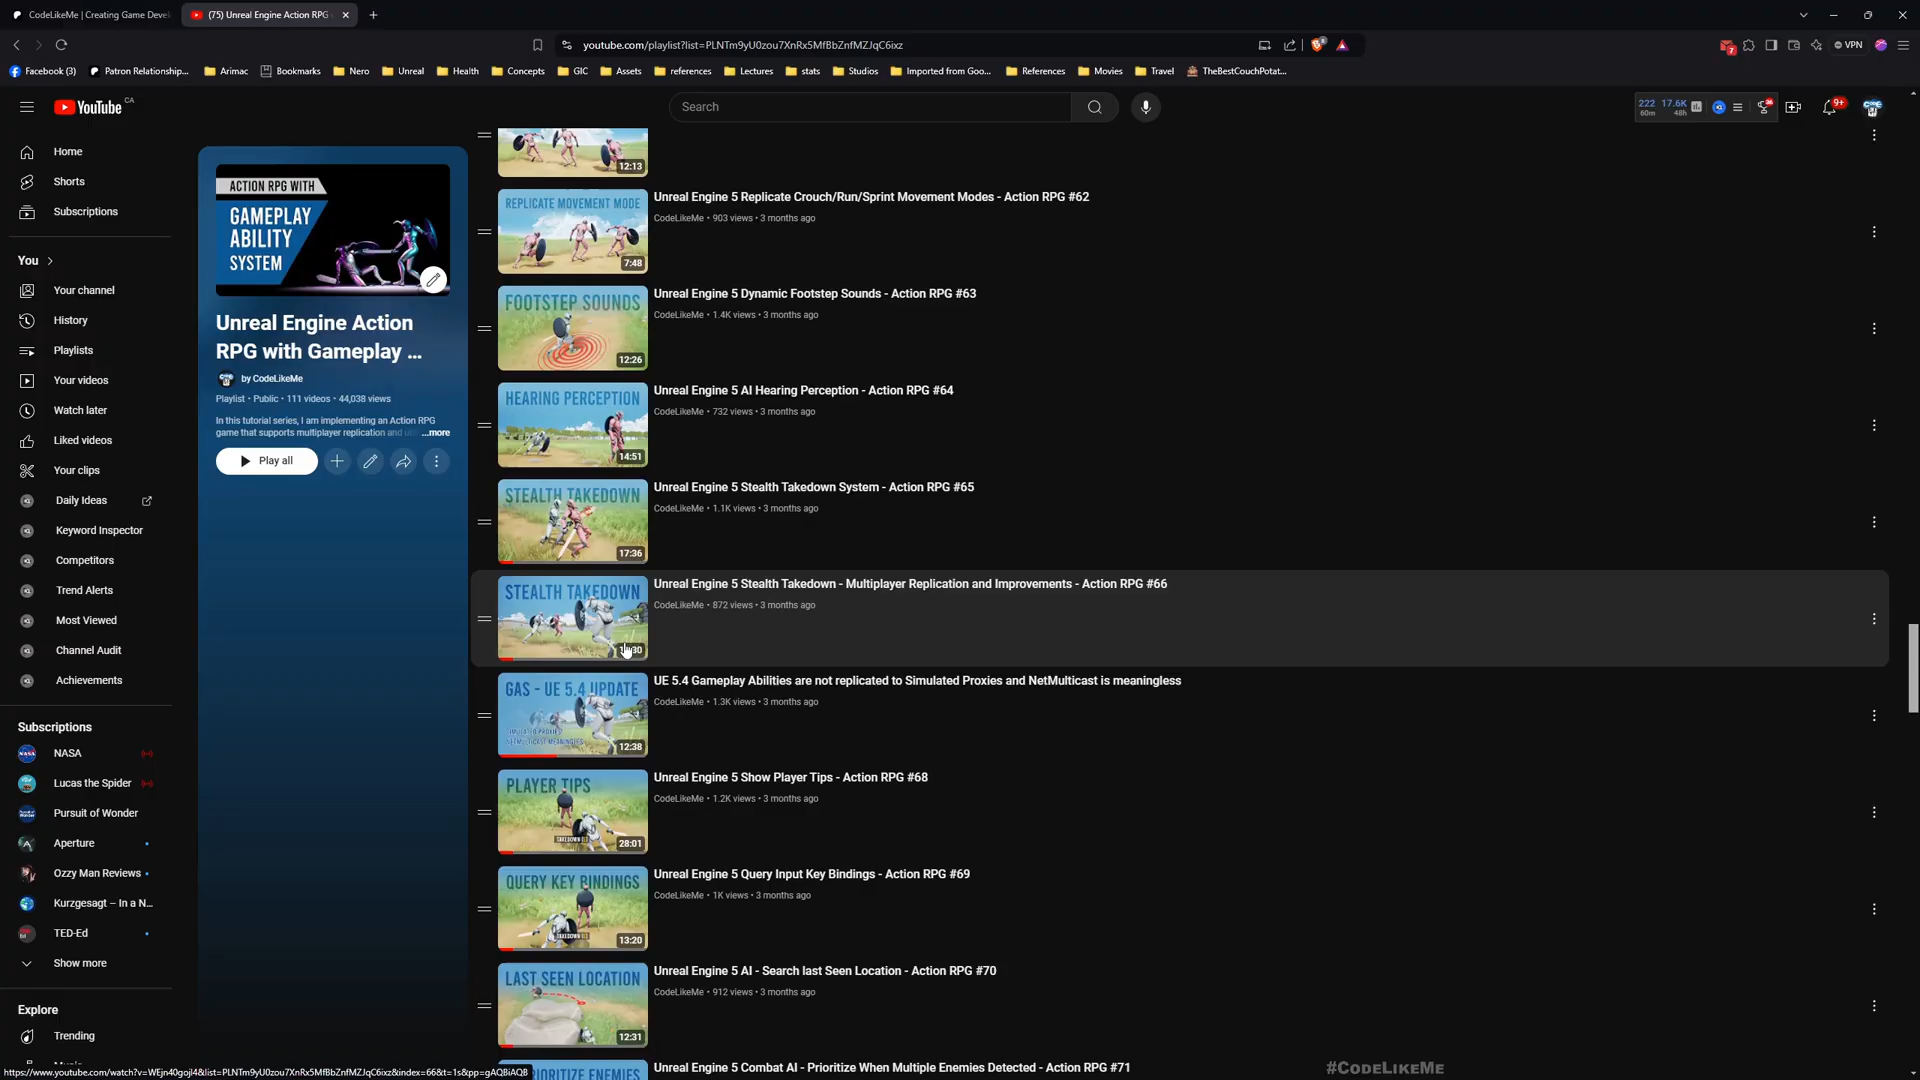 CodeLikeMe | Creating Game Deve
(75) Unreal Engine Action RPG
youtube.com/playlist?list=PLNTm9yU0zou7XnRx5MfBbZnfMZJqC6ixz
VPN
Facebook (3)
Patron Relationship...
Arimac
Bookmarks
Nero
Unreal
Health
Concepts
GIC
Assets
references
Lectures
stats
Studios
Imported from Goo...
References
Movies
Travel
TheBestCouchPotat...
YouTube CA
Search
222 17.6K
60m 48h
9+
Home
Shorts
Subscriptions
You
Your channel
History
Playlists
Your videos
Watch later
Liked videos
Your clips
Daily Ideas
Keyword Inspector
Competitors
Trend Alerts
Most Viewed
Channel Audit
Achievements
Subscriptions
NASA
Lucas the Spider
Pursuit of Wonder
Aperture
Ozzy Man Reviews
Kurzgesagt – In a N...
TED-Ed
Show more
Explore
Trending
ACTION RPG WITH
GAMEPLAY
ABILITY
SYSTEM
Unreal Engine Action
RPG with Gameplay ...
by CodeLikeMe
Playlist • Public • 111 videos • 44,038 views
In this tutorial series, I am implementing an Action RPG
game that supports multiplayer replication and
...more
Play all
12:13
REPLICATE MOVEMENT MODE
7:48
Unreal Engine 5 Replicate Crouch/Run/Sprint Movement Modes - Action RPG #62
CodeLikeMe • 903 views • 3 months ago
FOOTSTEP SOUNDS
12:26
Unreal Engine 5 Dynamic Footstep Sounds - Action RPG #63
CodeLikeMe • 1.4K views • 3 months ago
HEARING PERCEPTION
14:51
Unreal Engine 5 AI Hearing Perception - Action RPG #64
CodeLikeMe • 732 views • 3 months ago
STEALTH TAKEDOWN
17:36
Unreal Engine 5 Stealth Takedown System - Action RPG #65
CodeLikeMe • 1.1K views • 3 months ago
STEALTH TAKEDOWN
Unreal Engine 5 Stealth Takedown - Multiplayer Replication and Improvements - Action RPG #66
CodeLikeMe • 872 views • 3 months ago
GAS - UE 5.4 UPDATE
12:38
UE 5.4 Gameplay Abilities are not replicated to Simulated Proxies and NetMulticast is meaningless
CodeLikeMe • 1.3K views • 3 months ago
PLAYER TIPS
28:01
Unreal Engine 5 Show Player Tips - Action RPG #68
CodeLikeMe • 1.2K views • 3 months ago
QUERY KEY BINDINGS
13:20
Unreal Engine 5 Query Input Key Bindings - Action RPG #69
CodeLikeMe • 1K views • 3 months ago
LAST SEEN LOCATION
12:31
Unreal Engine 5 AI - Search last Seen Location - Action RPG #70
CodeLikeMe • 912 views • 3 months ago
Unreal Engine 5 Combat AI - Prioritize When Multiple Enemies Detected - Action RPG #71
#CodeLikeMe
https://www.youtube.com/watch?v=WEjn40gojl4&list=PLNTm9yU0zou7XnRx5MfBbZnfMZJqC6ixz&index=66&t=1s&pp=gAQBiAQB